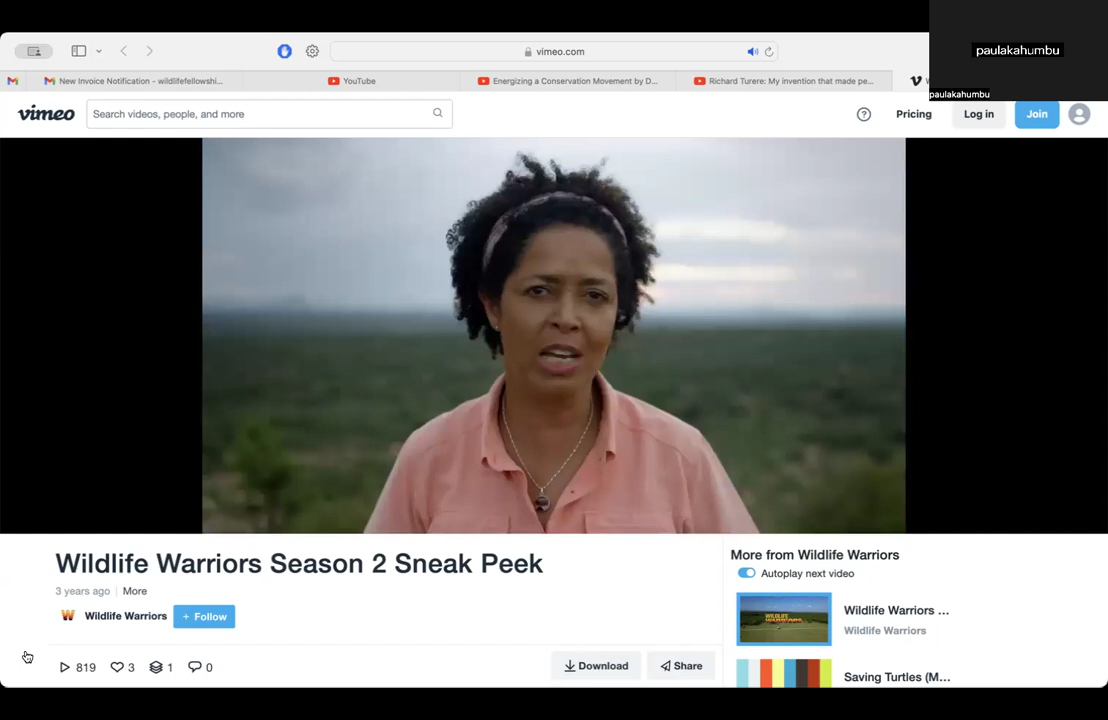 paulakahumbu
paulakahumbu
vimeo.com
New Invoice Notification - wildlifefellowshi...
YouTube
Energizing a Conservation Movement by D...
Richard Turere: My invention that made pe...
vimeo
Search videos, people, and more
Pricing
Log in
Join
Wildlife Warriors Season 2 Sneak Peek
3 years ago
More
W
Wildlife Warriors
+ Follow
819
3
1
0
Download
Share
More from Wildlife Warriors
Autoplay next video
WILDLIFE
WARRIORS
Wildlife Warriors ...
Wildlife Warriors
Saving Turtles (M...